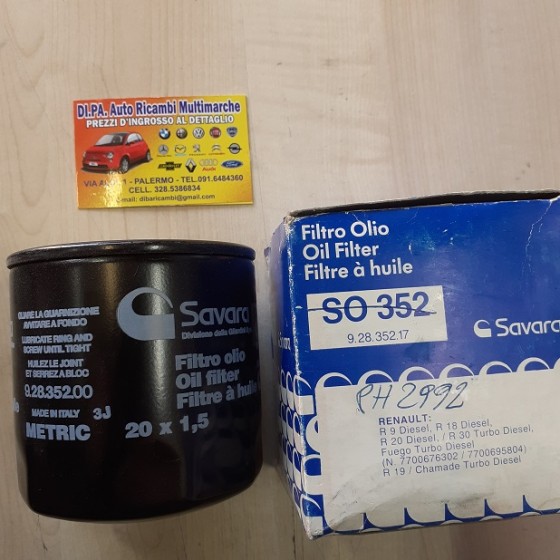 DI.PA. Auto Ricambi Multimarche
PREZZI D'INGROSSO AL DETTAGLIO
Audi
Ford
PALERMO - TEL.091.6484360
CELL. 328.5386834
mail: dibaricambi@gmail.com
LA GUARNIZIONE
AVVITARE A FONDO
LUBRICATE RING AND
SCREW UNTIL TIGHT
HUILEZ LE JOINT
ET SERREZ A BLOC
9.28.352.00
MADE IN ITALY 3J
METRIC
Savara
Divisione della
Filtro olio
Oil filter
Filtre à huile
20 x 1,5
Filtro Olio
Oil Filter
Filtre à huile
SO 352
9.28.352.17
Savara
PH 2992
RENAULT:
R 9 Diesel, R 18 Diesel,
R 20 Diesel, / R 30 Turbo Diesel,
Fuego Turbo Diesel
(N. 7700676302 / 7700695804)
R 19 / Chamade Turbo Diesel